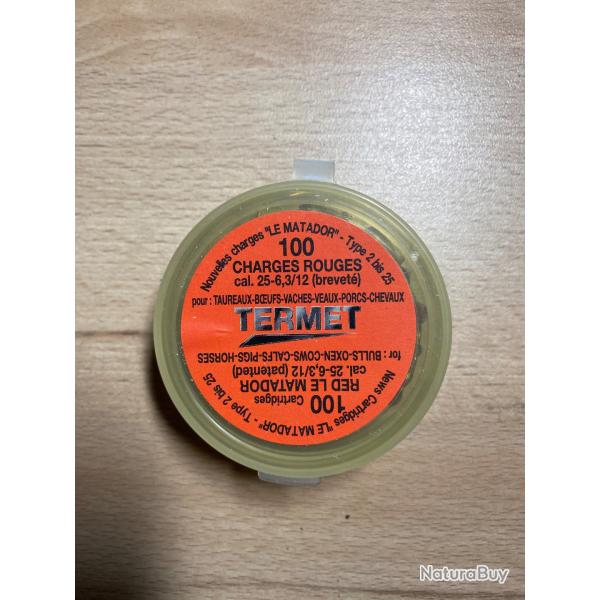 Nouvelles charges "LE MATADOR" - Type 2 bis 25
100
CHARGES ROUGES
cal. 25-6,3/12 (breveté)
pour : TAUREAUX-BŒUFS-VACHES-VEAUX-PORCS-CHEVAUX
TERMET
for : BULLS-OXEN-COWS-CALFS-PIGS-HORSES
cal. 25-6,3/12 (patented)
RED LE MATADOR
100 Cartridges
News Cartridges "LE MATADOR" - Type 2 bis 25
NaturaBuy